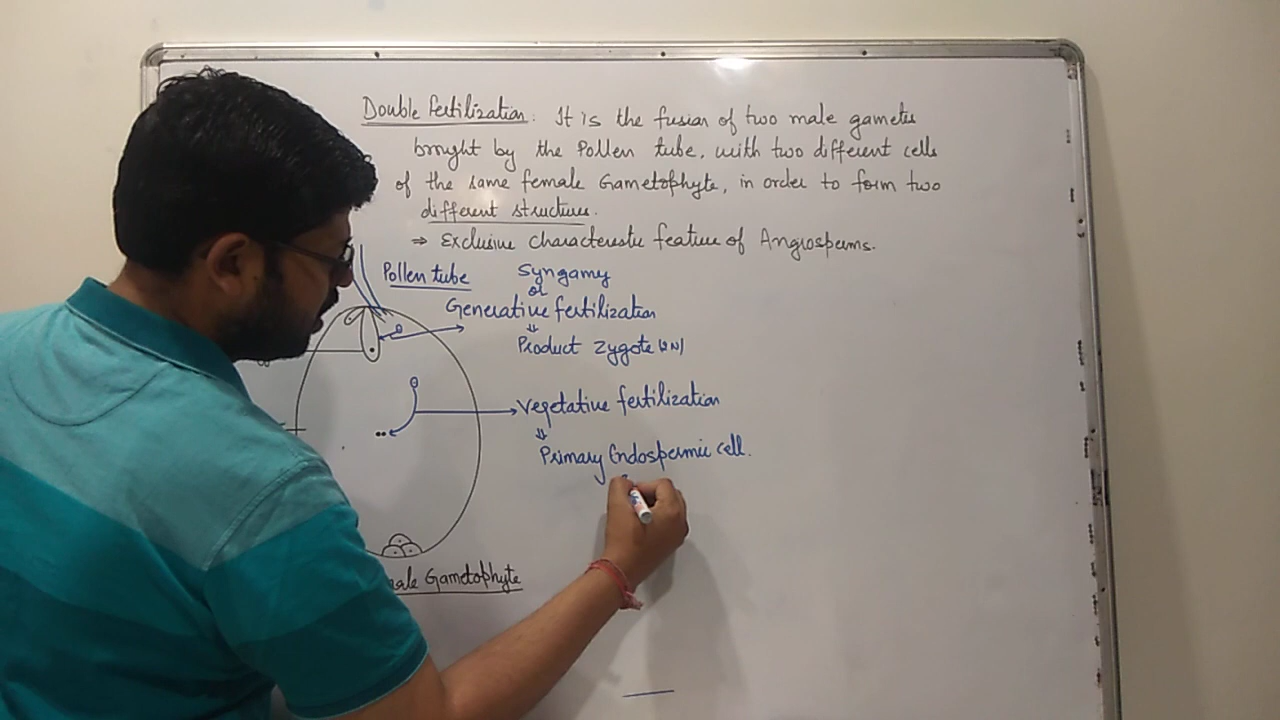 Double Fertilization: It is the fusion of two male gametes
brought by the Pollen tube, with two different cells
of the same female Gametophyte, in order to form two
different structures.
⇒ Exclusive characteristic feature of Angiosperms.
Pollen tube
Syngamy
or
Generative fertilization
⇓
Product Zygote (2N)
Vegetative fertilization
⇓
Primary Endospermic cell.
Gametophyte